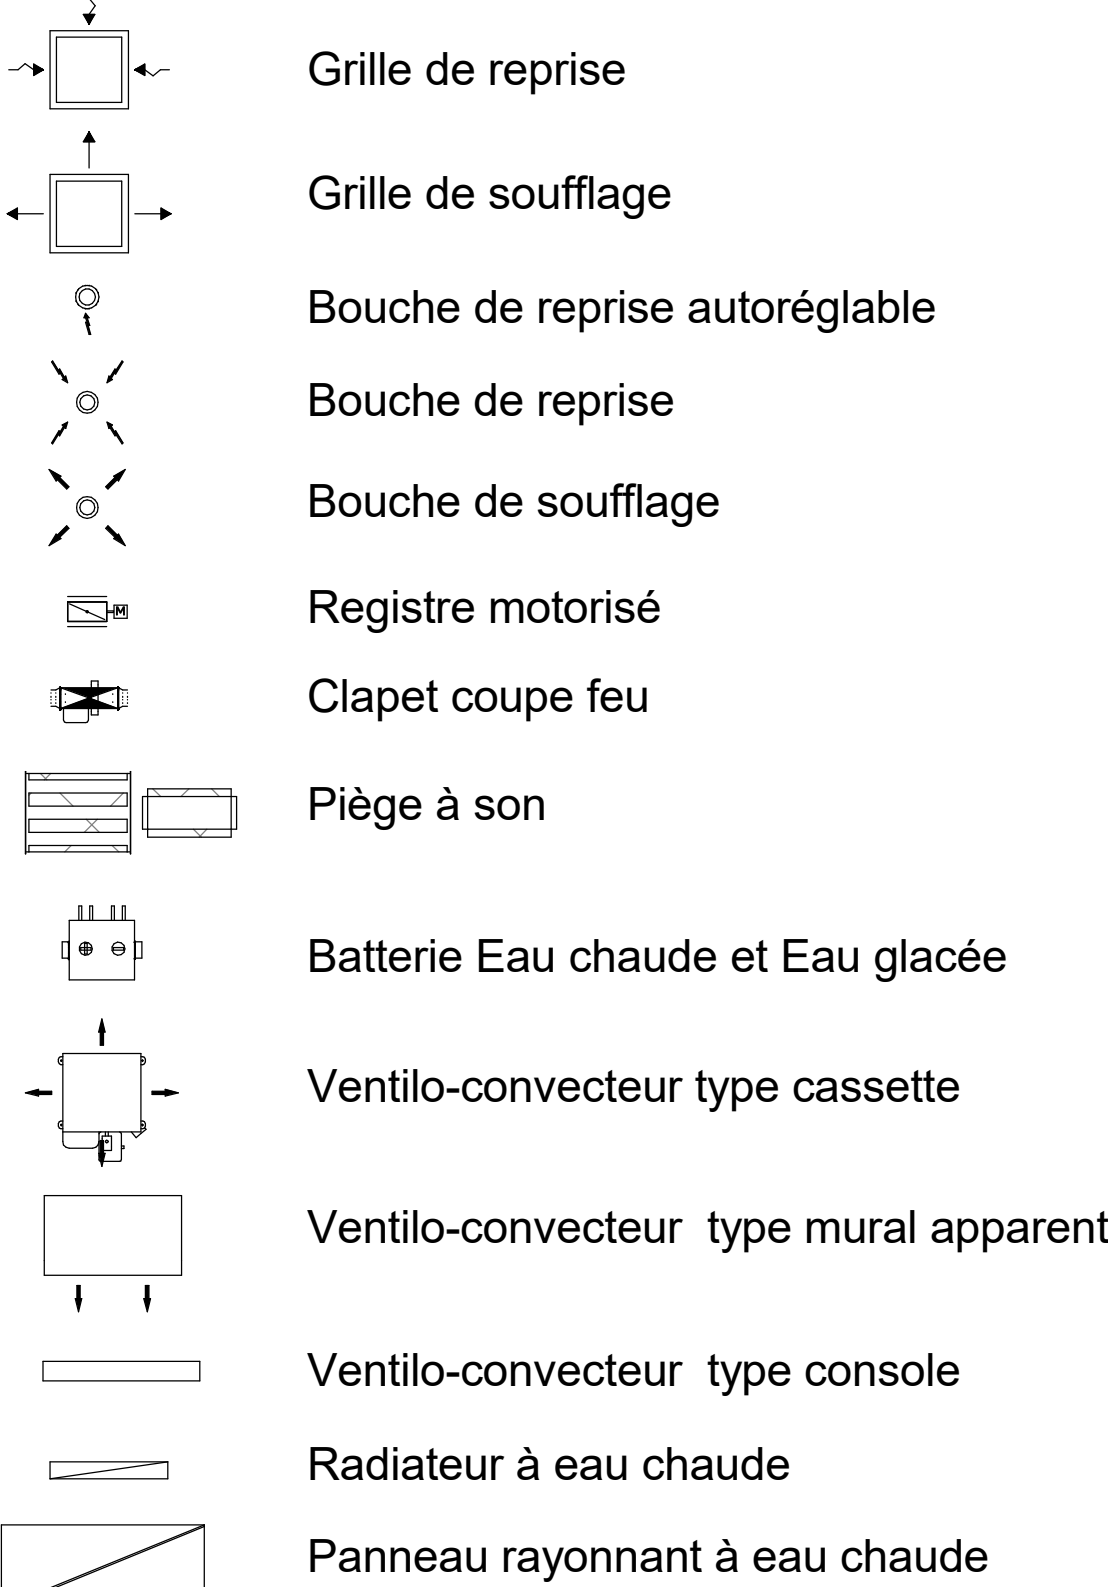 Grille de reprise
Grille de soufflage
Bouche de reprise autoréglable
Bouche de reprise
Bouche de soufflage
M Registre motorisé
Clapet coupe feu
Piège à son
Batterie Eau chaude et Eau glacée
Ventilo-convecteur type cassette
Ventilo-convecteur  type mural apparent
Ventilo-convecteur  type console
Radiateur à eau chaude
Panneau rayonnant à eau chaude